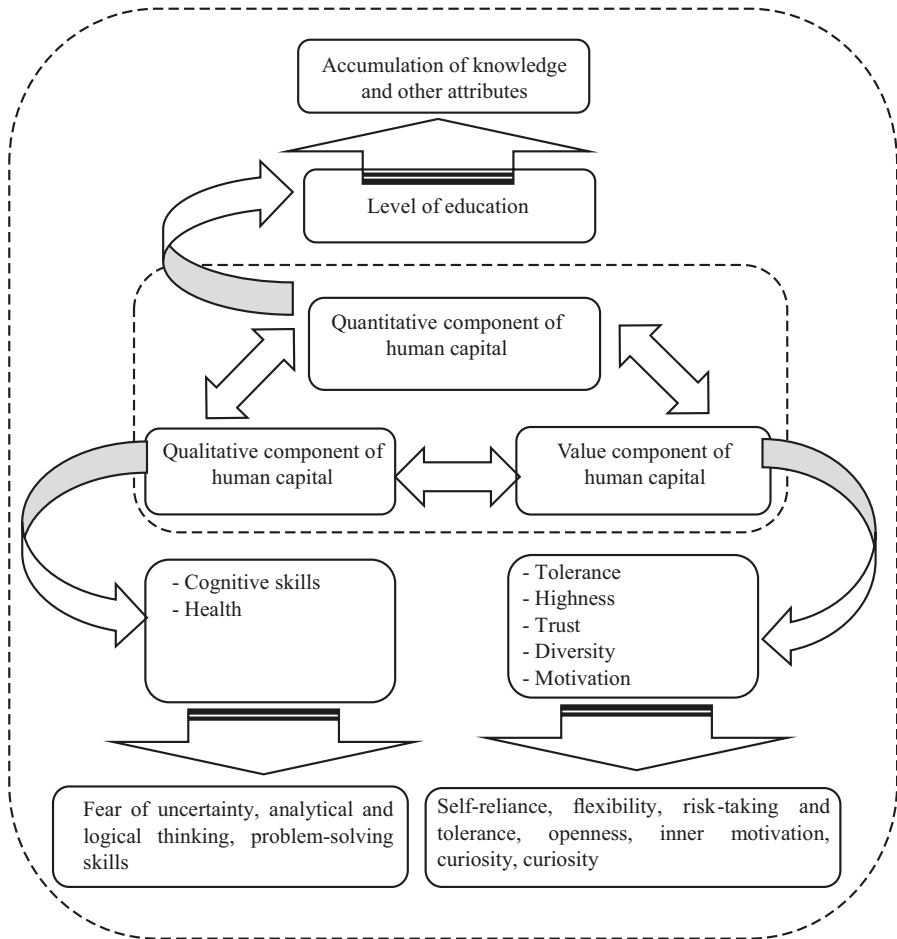 Accumulation of knowledge
and other attributes
Level of education
Quantitative component of
human capital
Qualitative component of
human capital
Value component of
human capital
- Cognitive skills
- Health
- Tolerance
- Highness
- Trust
- Diversity
- Motivation
Fear of uncertainty, analytical and
logical thinking, problem-solving
skills
Self-reliance, flexibility, risk-taking and
tolerance, openness, inner motivation,
curiosity, curiosity